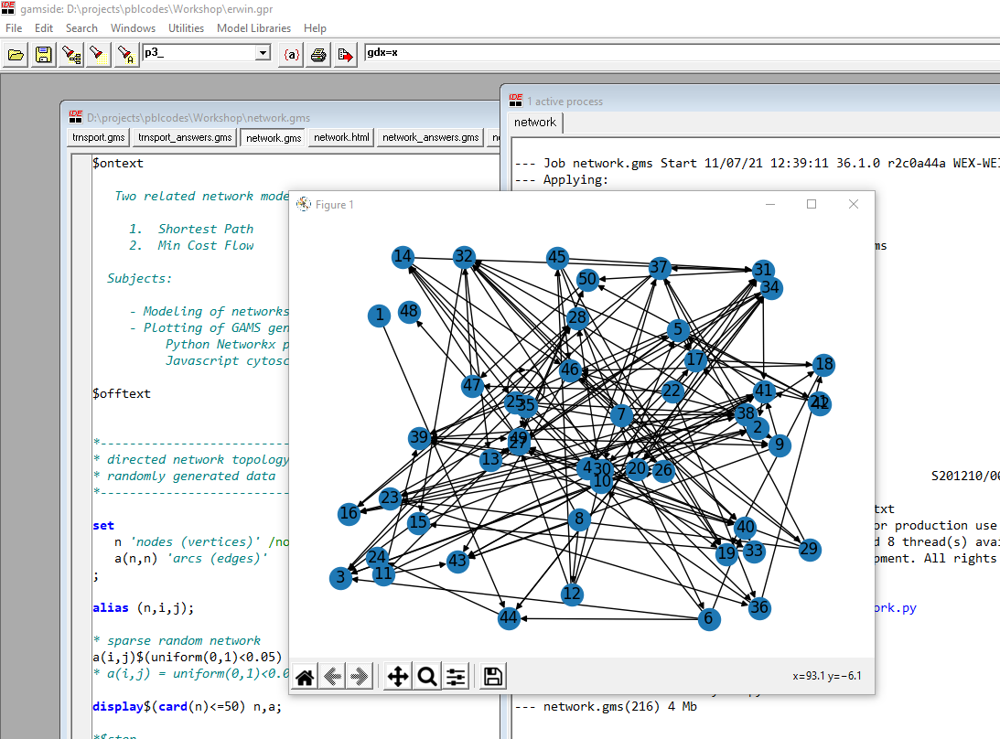 IDE gamside: D:\projects\pblcodes\Workshop\erwin.gpr
File Edit Search Windows Utilities Model Libraries Help
A p3_ {a} gdx=x
IDE D:\projects\pblcodes\Workshop\network.gms
trnsport.gms trnsport_answers.gms network.gms network.html network_answers.gms
$ontext
Two related network mode
1. Shortest Path
2. Min Cost Flow
Subjects:
- Modeling of networks
- Plotting of GAMS gen
Python Networkx p
Javascript cytosc
$offtext
*--------------------------
* directed network topology
* randomly generated data
*--------------------------
set
n 'nodes (vertices)' /no
a(n,n) 'arcs (edges)'
;
alias (n,i,j);
* sparse random network
a(i,j)$(uniform(0,1)<0.05)
* a(i,j) = uniform(0,1)<0.0
display$(card(n)<=50) n,a;
*$stop
IDE 1 active process
network
--- Job network.gms Start 11/07/21 12:39:11 36.1.0 r2c0a44a WEX-WEI
--- Applying:
ms
S201210/00
txt
or production use
d 8 thread(s) avai
opment. All rights
ork.py
--- network.gms(216) 4 Mb
Figure 1
14
32
45
50
37
31
34
1
48
28
5
17
18
46
47
22
41
42
25
35
7
38
2
9
39
49
27
13
4
30
10
20
26
23
16
15
8
40
19
33
29
24
11
3
43
12
44
6
36
x=93.1 y=−6.1